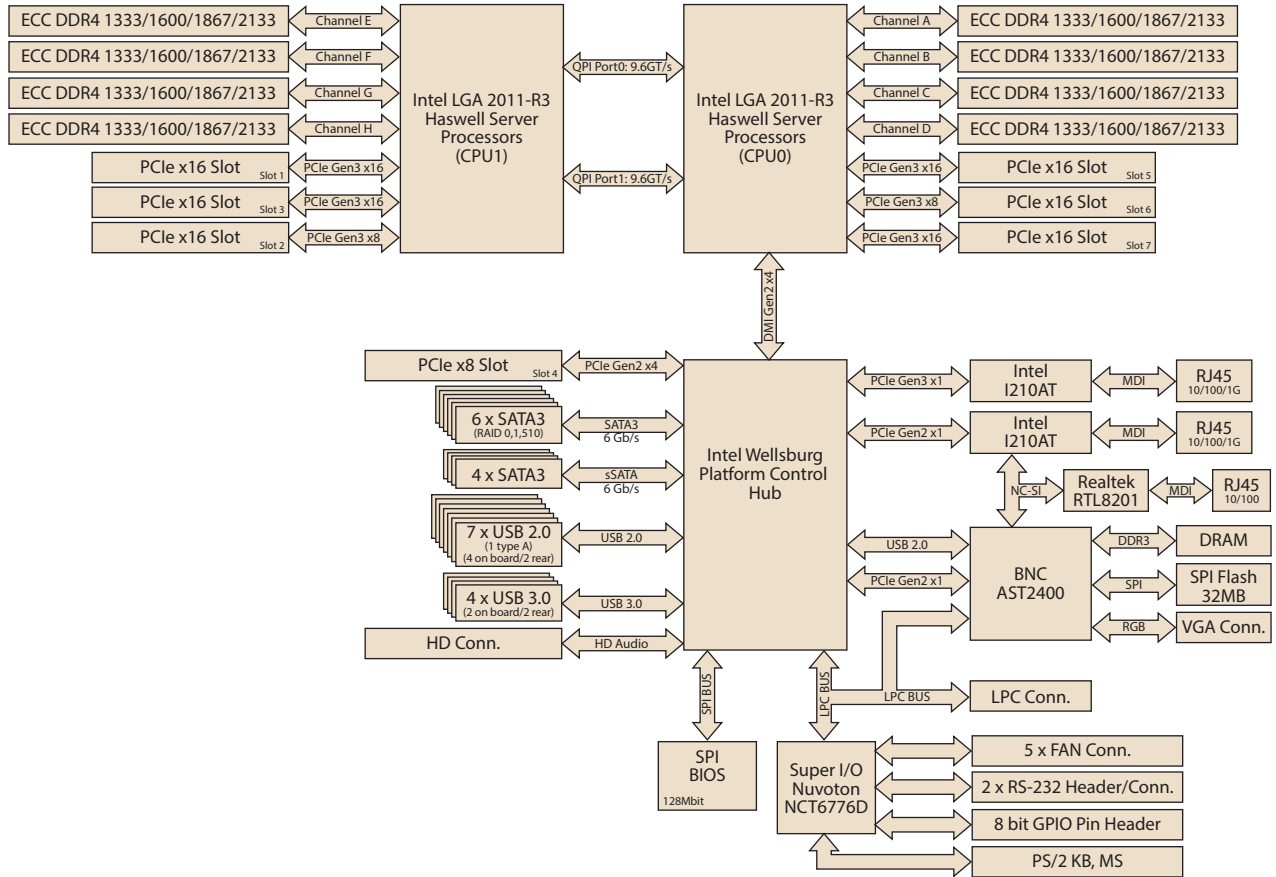 ECC DDR4 1333/1600/1867/2133
Channel E
ECC DDR4 1333/1600/1867/2133
Channel F
ECC DDR4 1333/1600/1867/2133
Channel G
ECC DDR4 1333/1600/1867/2133
Channel H
PCIe x16 Slot
Slot 1
PCIe Gen3 x16
PCIe x16 Slot
Slot 3
PCIe Gen3 x16
PCIe x16 Slot
Slot 2
PCIe Gen3 x8
Intel LGA 2011-R3
Haswell Server
Processors
(CPU1)
QPI Port0: 9.6GT/s
QPI Port1: 9.6GT/s
Intel LGA 2011-R3
Haswell Server
Processors
(CPU0)
Channel A
ECC DDR4 1333/1600/1867/2133
Channel B
ECC DDR4 1333/1600/1867/2133
Channel C
ECC DDR4 1333/1600/1867/2133
Channel D
ECC DDR4 1333/1600/1867/2133
PCIe Gen3 x16
PCIe x16 Slot
Slot 5
PCIe Gen3 x8
PCIe x16 Slot
Slot 6
PCIe Gen3 x16
PCIe x16 Slot
Slot 7
DMI Gen2 x4
PCIe x8 Slot
Slot 4
PCIe Gen2 x4
6 x SATA3
(RAID 0,1,510)
SATA3
6 Gb/s
4 x SATA3
sSATA
6 Gb/s
7 x USB 2.0
(1 type A)
(4 on board/2 rear)
USB 2.0
4 x USB 3.0
(2 on board/2 rear)
USB 3.0
HD Conn.
HD Audio
Intel Wellsburg
Platform Control
Hub
PCIe Gen3 x1
Intel
I210AT
MDI
RJ45
10/100/1G
PCIe Gen2 x1
Intel
I210AT
MDI
RJ45
10/100/1G
NC-SI
Realtek
RTL8201
MDI
RJ45
10/100
USB 2.0
PCIe Gen2 x1
BNC
AST2400
DDR3
DRAM
SPI
SPI Flash
32MB
RGB
VGA Conn.
SPI BUS
LPC BUS
LPC BUS
LPC Conn.
SPI
BIOS
128Mbit
Super I/O
Nuvoton
NCT6776D
5 x FAN Conn.
2 x RS-232 Header/Conn.
8 bit GPIO Pin Header
PS/2 KB, MS